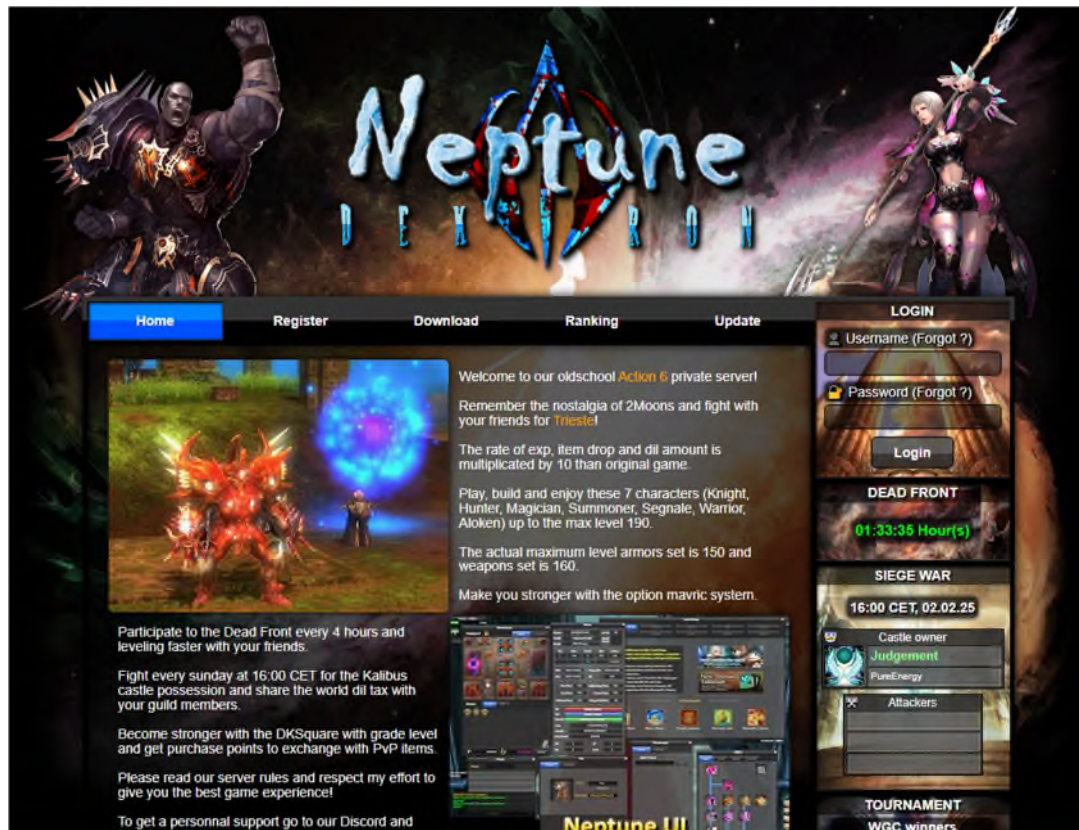 Neptune
DEKARON
Home Register Download Ranking Update
Welcome to our oldschool Action 6 private server!
Remember the nostalgia of 2Moons and fight with
your friends for Trieste!
The rate of exp, item drop and dil amount is
multiplicated by 10 than original game.
Play, build and enjoy these 7 characters (Knight,
Hunter, Magician, Summoner, Segnale, Warrior,
Aloken) up to the max level 190.
The actual maximum level armors set is 150 and
weapons set is 160.
Make you stronger with the option mavric system.
Participate to the Dead Front every 4 hours and
leveling faster with your friends.
Fight every sunday at 16:00 CET for the Kalibus
castle possession and share the world dil tax with
your guild members.
Become stronger with the DKSquare with grade level
and get purchase points to exchange with PvP items.
Please read our server rules and respect my effort to
give you the best game experience!
To get a personnal support go to our Discord and
Neptune UI
LOGIN
Username (Forgot ?)
Password (Forgot ?)
Login
DEAD FRONT
01:33:35 Hour(s)
SIEGE WAR
16:00 CET, 02.02.25
Castle owner
Judgement
PureEnergy
Attackers
TOURNAMENT
WGC winners